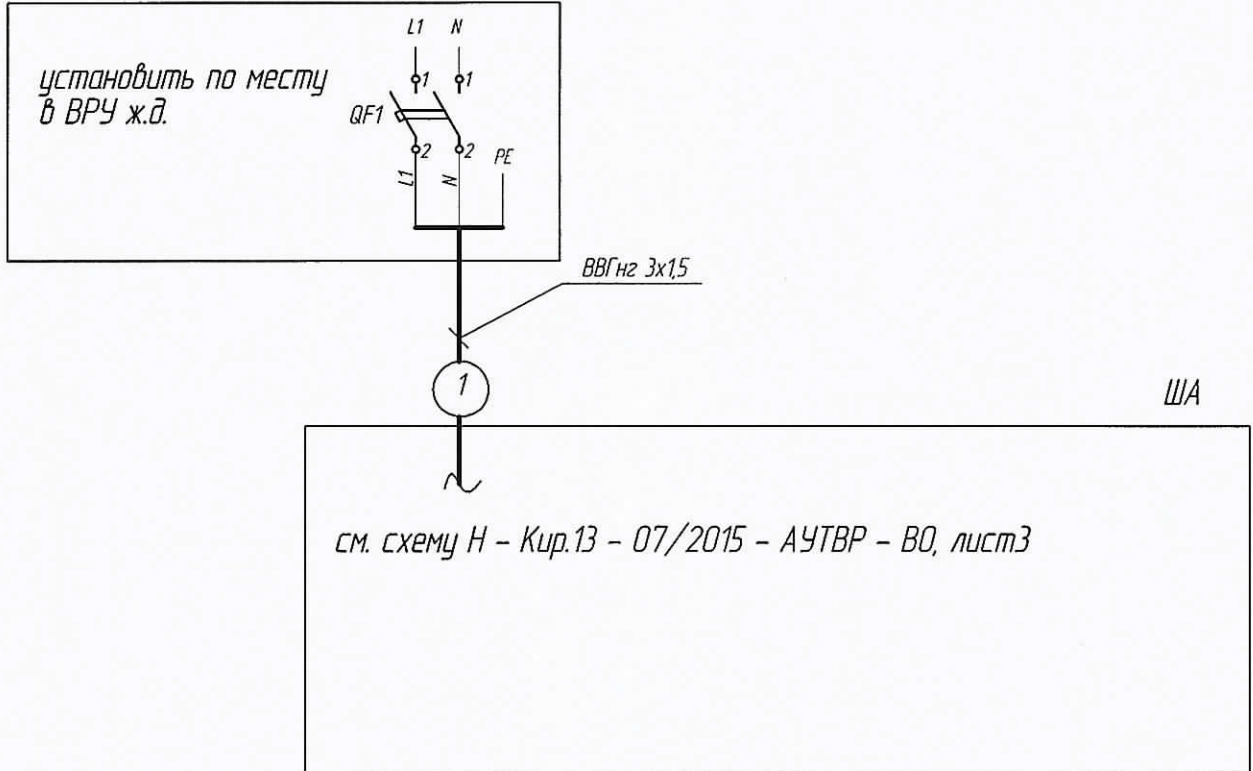 L1 N
установить по месту
в ВРУ ж.д.
1 1
QF1
2 2
PE
L1 N
ВВГнг 3х1,5
1
ША
см. схему Н - Кир.13 - 07/2015 - АУТВР - ВО, лист3